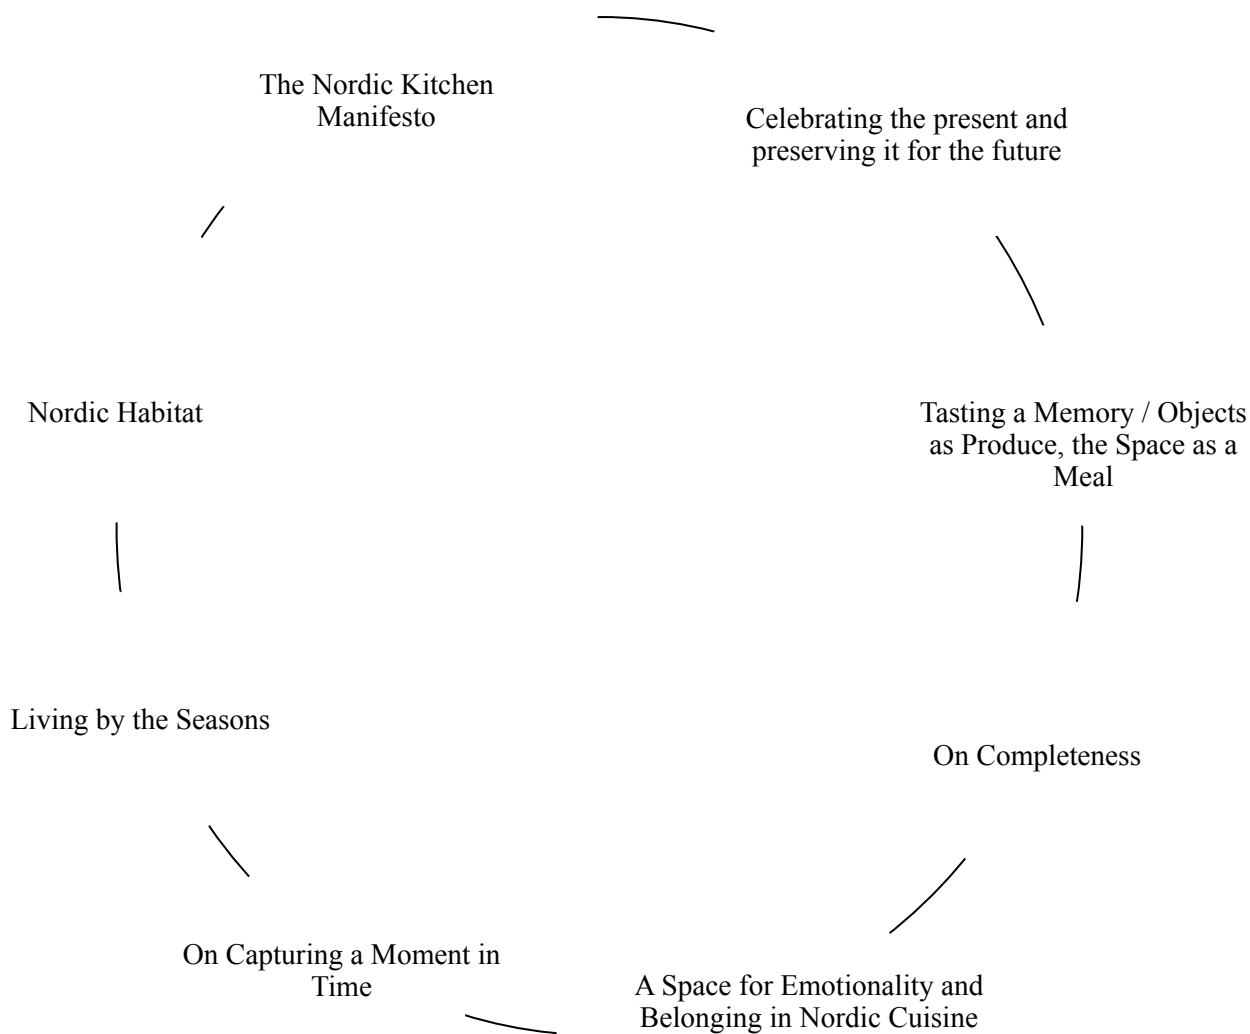 The Nordic Kitchen
Manifesto
Celebrating the present and
preserving it for the future
Tasting a Memory / Objects
as Produce, the Space as a
Meal
On Completeness
A Space for Emotionality and
Belonging in Nordic Cuisine
On Capturing a Moment in
Time
Living by the Seasons
Nordic Habitat